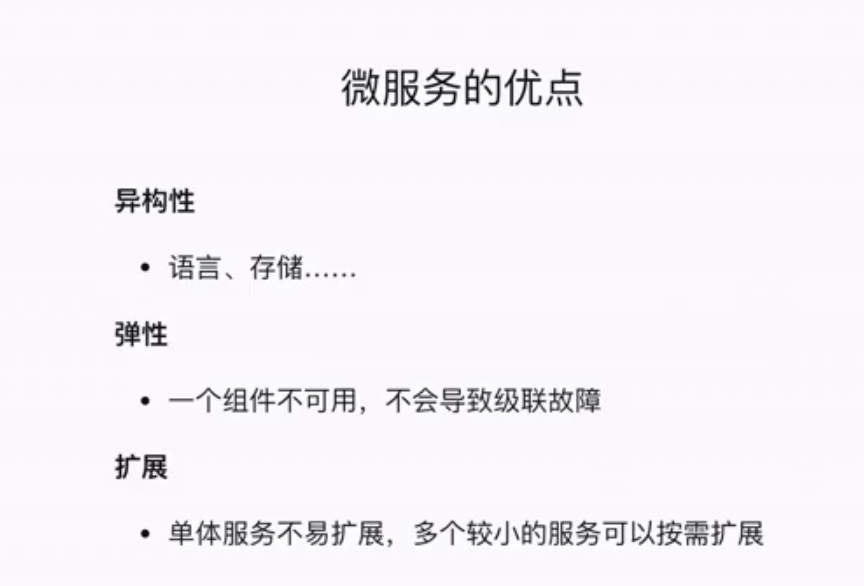 微服务的优点
异构性
• 语言、存储……
弹性
• 一个组件不可用，不会导致级联故障
扩展
• 单体服务不易扩展，多个较小的服务可以按需扩展